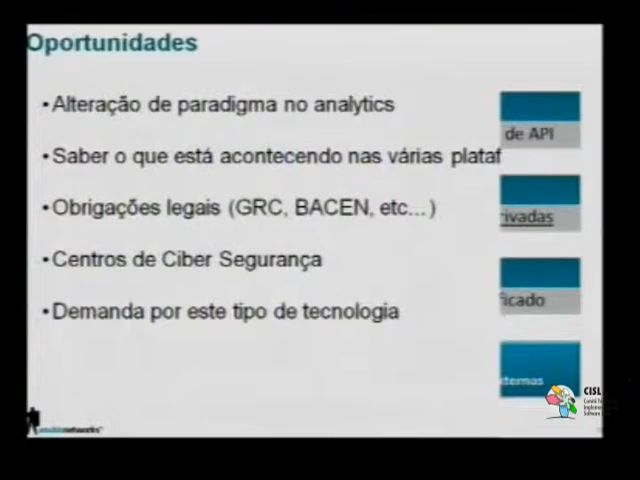 Oportunidades
•Alteração de paradigma no analytics
•Saber o que está acontecendo nas várias plataf
•Obrigações legais (GRC, BACEN, etc...)
•Centros de Ciber Segurança
•Demanda por este tipo de tecnologia
de API
rivadas
ficado
xternas
CISL